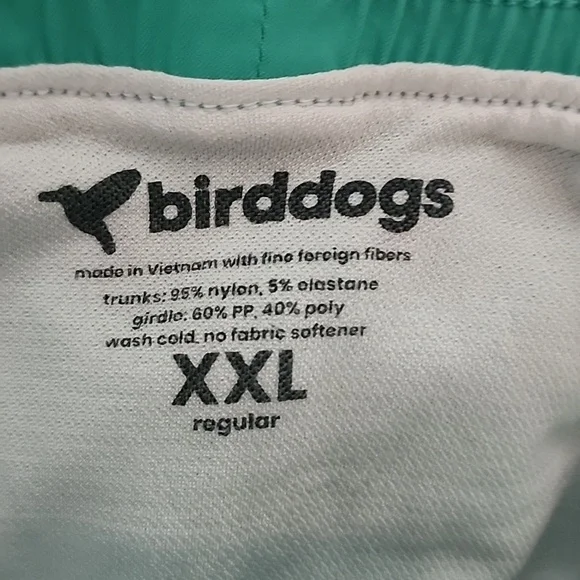 birddogs
made in Vietnam with fine foreign fibers
trunks: 95% nylon, 5% elastane
girdle: 60% PP, 40% poly
wash cold, no fabric softener
XXL
regular